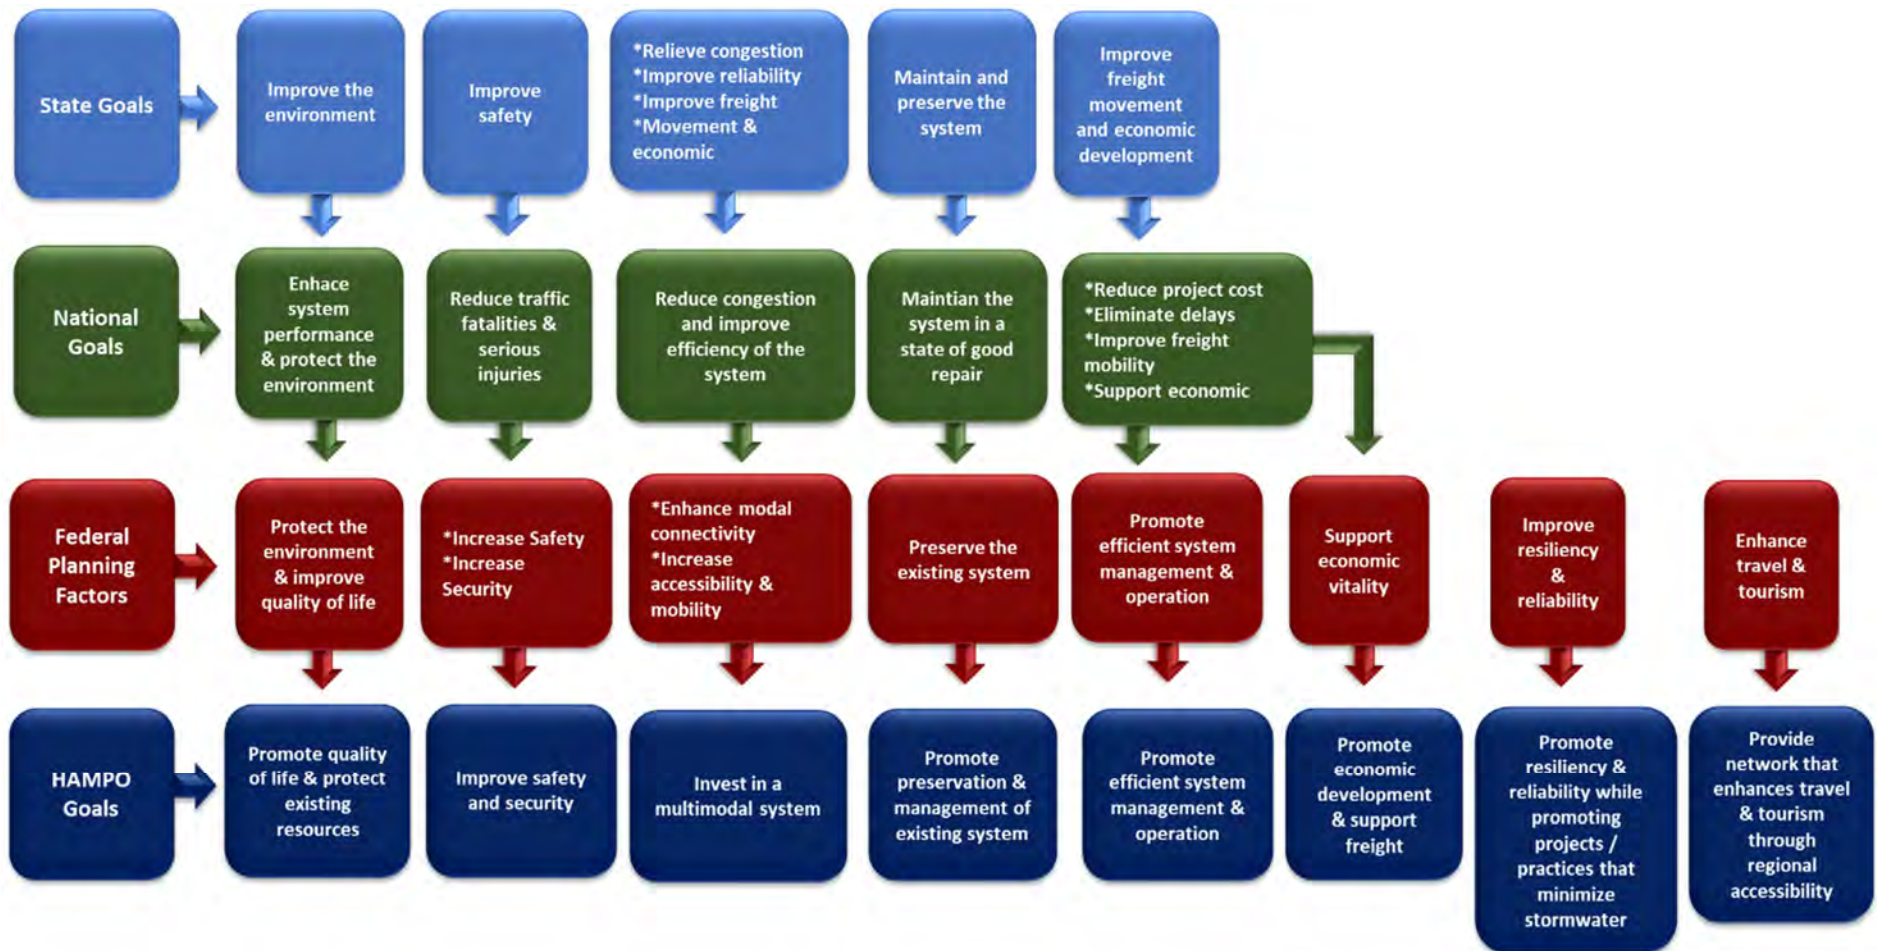 State Goals
Improve the
environment
Improve
safety
*Relieve congestion
*Improve reliability
*Improve freight
*Movement &
economic
Maintain and
preserve the
system
Improve
freight
movement
and economic
development
National
Goals
Enhace
system
performance
& protect the
environment
Reduce traffic
fatalities &
serious
injuries
Reduce congestion
and improve
efficiency of the
system
Maintian the
system in a
state of good
repair
*Reduce project cost
*Eliminate delays
*Improve freight
mobility
*Support economic
Federal
Planning
Factors
Protect the
environment
& improve
quality of life
*Increase Safety
*Increase
Security
*Enhance modal
connectivity
*Increase
accessibility &
mobility
Preserve the
existing system
Promote
efficient system
management &
operation
Support
economic
vitality
Improve
resiliency
&
reliability
Enhance
travel &
tourism
HAMPO
Goals
Promote quality
of life & protect
existing
resources
Improve safety
and security
Invest in a
multimodal system
Promote
preservation &
management of
existing system
Promote
efficient system
management &
operation
Promote
economic
development
& support
freight
Promote
resiliency &
reliability while
promoting
projects /
practices that
minimize
stormwater
Provide
network that
enhances travel
& tourism
through
regional
accessibility